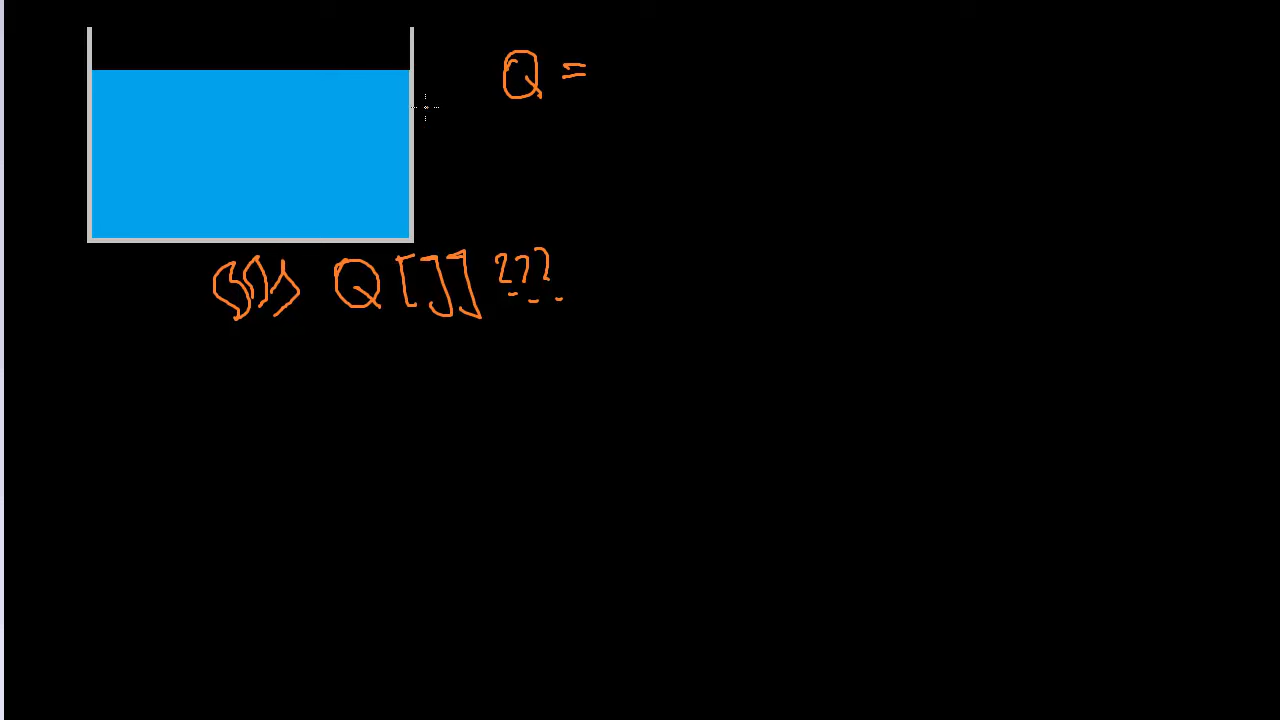 Q =
Q [J] ???